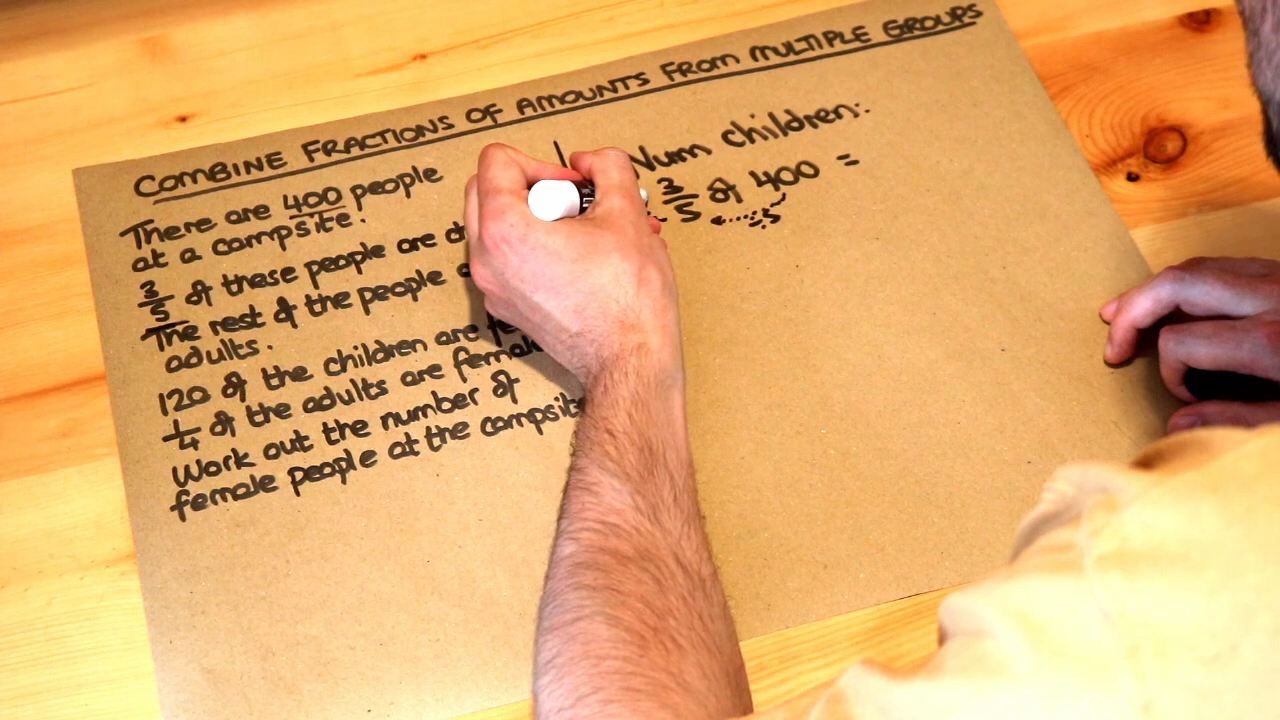 COMBINE FRACTIONS OF AMOUNTS FROM MULTIPLE GROUPS
There are 400 people
at a campsite.
3/5 of these people are
The rest of the people
adults.
120 of the children are
1/4 of the adults are female
Work out the number of
female people at the campsite
Num children:
3/5 of 400 =
÷5